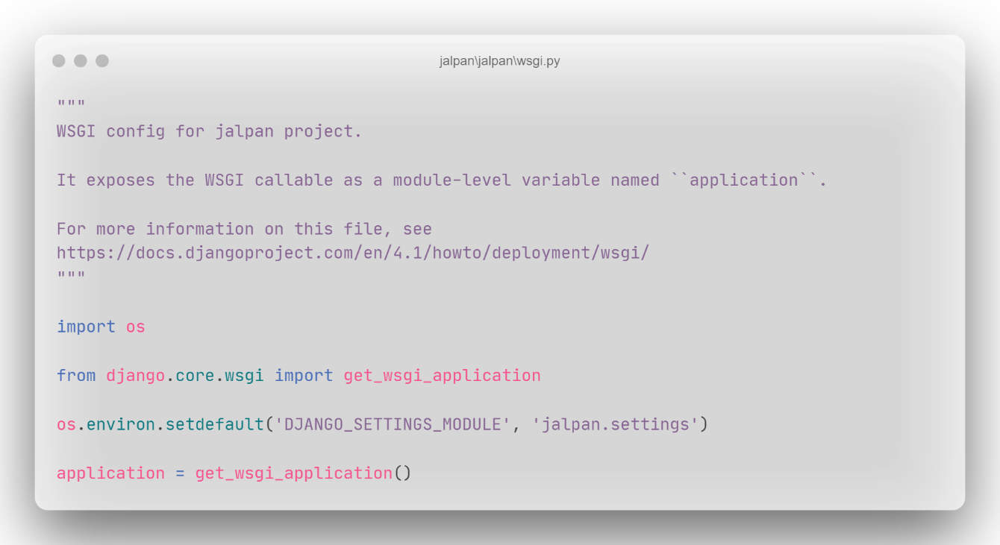 jalpan\jalpan\wsgi.py
"""
WSGI config for jalpan project.
It exposes the WSGI callable as a module-level variable named ``application``.
For more information on this file, see
https://docs.djangoproject.com/en/4.1/howto/deployment/wsgi/
"""
import os
from django.core.wsgi import get_wsgi_application
os.environ.setdefault('DJANGO_SETTINGS_MODULE', 'jalpan.settings')
application = get_wsgi_application()